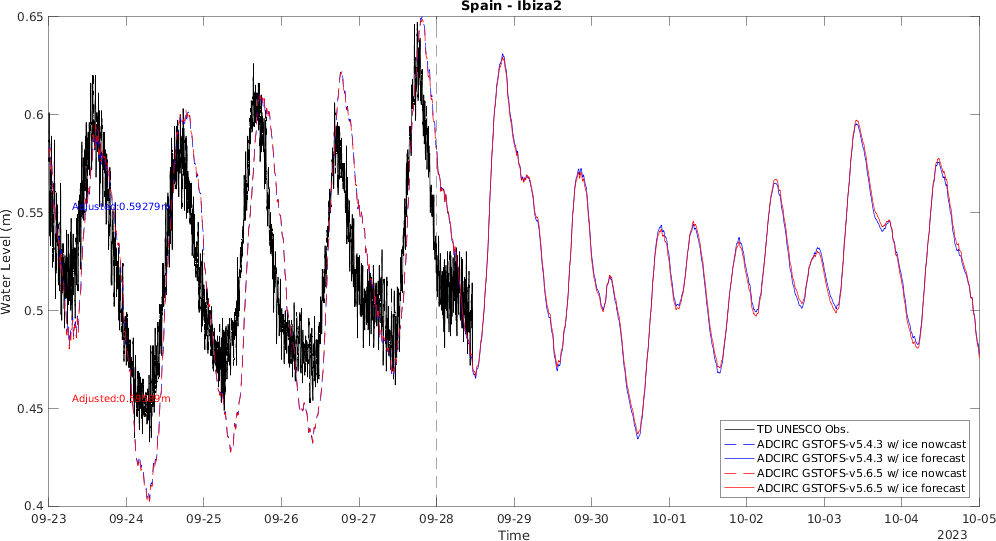 Spain - Ibiza2
0.65
0.6
0.55
0.5
0.45
0.4
Water Level (m)
Adjusted:0.59279m
TD UNESCO Obs.
ADCIRC GSTOFS-v5.4.3 w/ ice nowcast
ADCIRC GSTOFS-v5.4.3 w/ ice forecast
ADCIRC GSTOFS-v5.6.5 w/ ice nowcast
ADCIRC GSTOFS-v5.6.5 w/ ice forecast
09-23 09-24 09-25 09-26 09-27 09-28 09-29 09-30 10-01 10-02 10-03 10-04 10-05
Time
2023